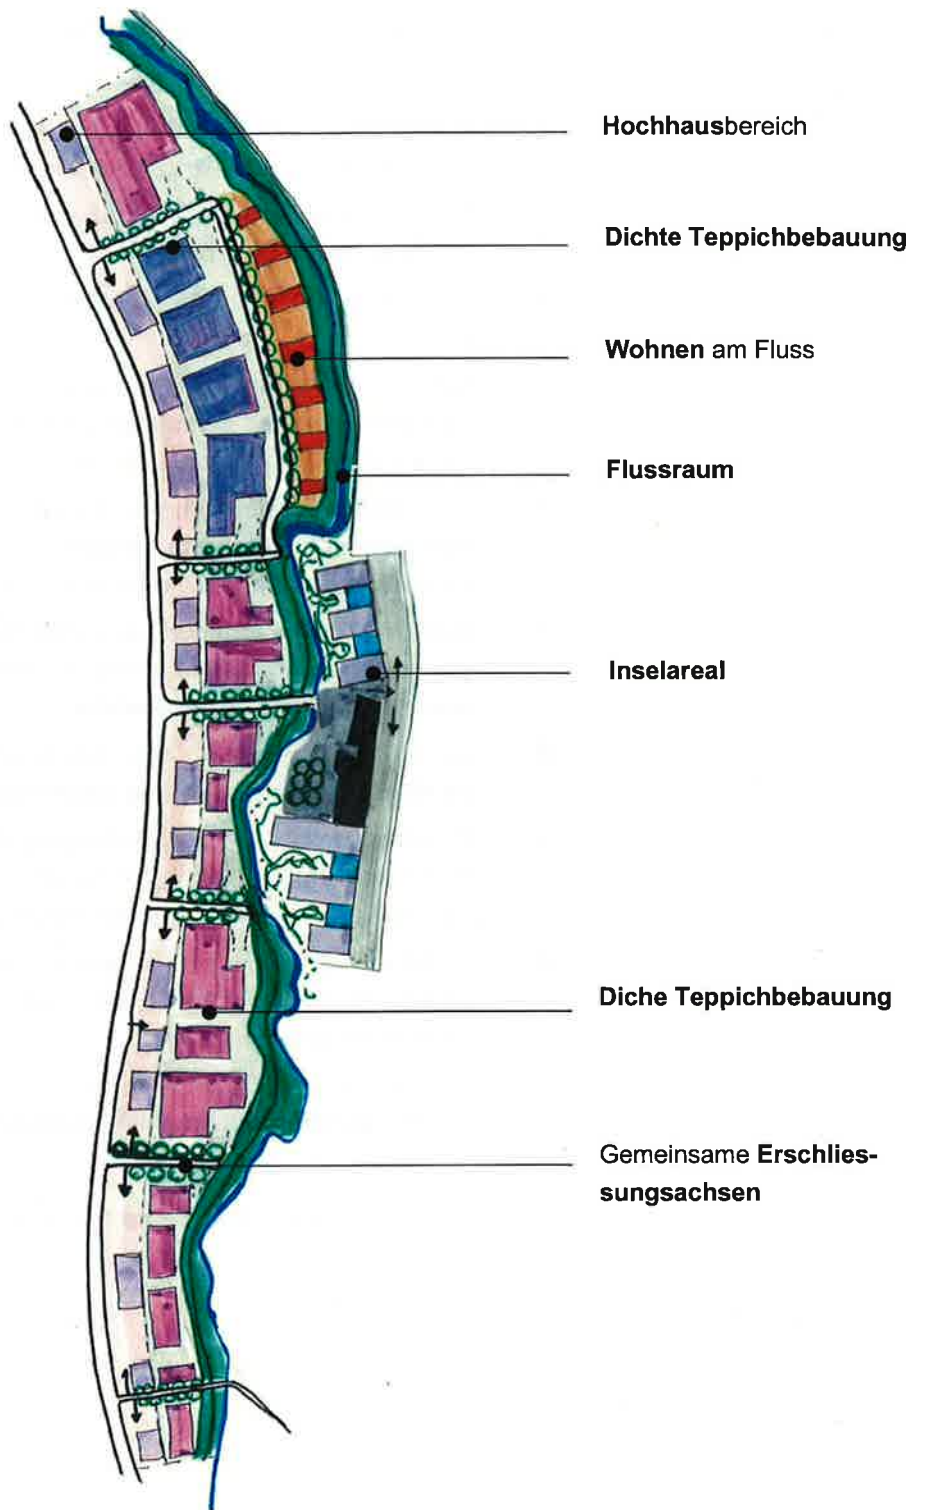 Hochhausbereich
Dichte Teppichbebauung
Wohnen am Fluss
Flussraum
Inselareal
Diche Teppichbebauung
Gemeinsame Erschlies-
sungsachsen